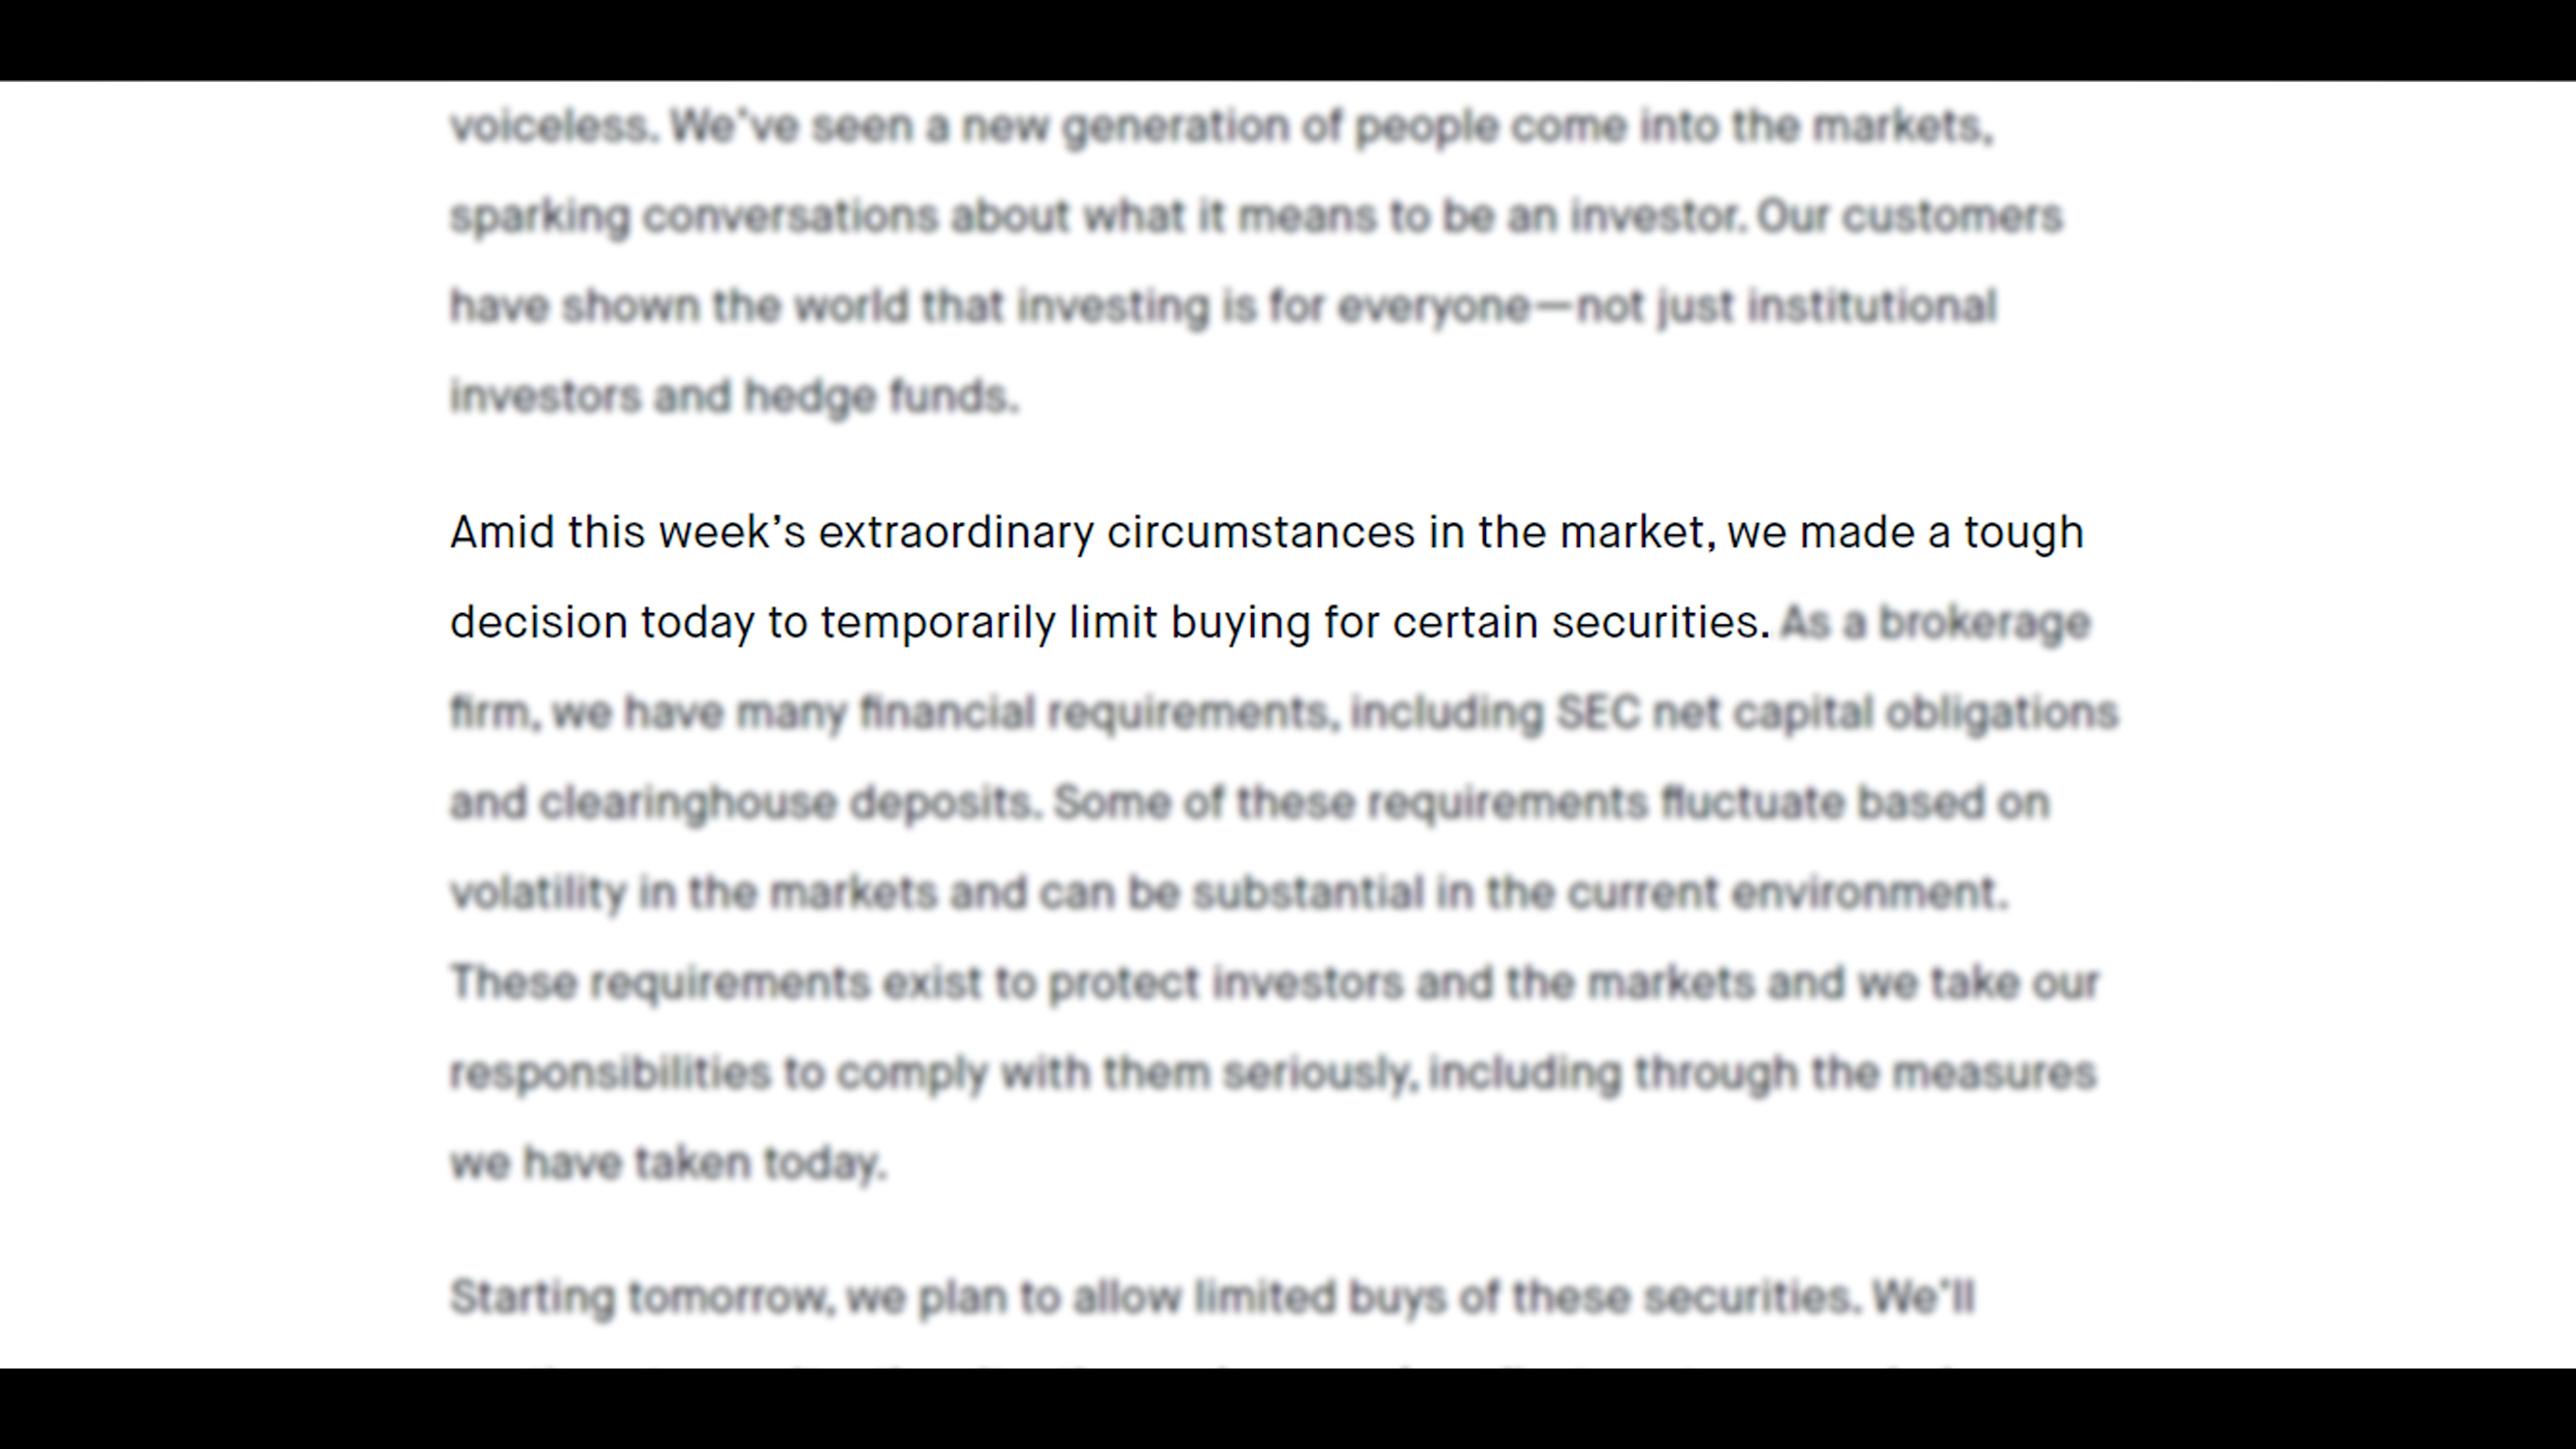 voiceless. We’ve seen a new generation of people come into the markets,
sparking conversations about what it means to be an investor. Our customers
have shown the world that investing is for everyone—not just institutional
investors and hedge funds.
Amid this week’s extraordinary circumstances in the market, we made a tough
decision today to temporarily limit buying for certain securities. As a brokerage
firm, we have many financial requirements, including SEC net capital obligations
and clearinghouse deposits. Some of these requirements fluctuate based on
volatility in the markets and can be substantial in the current environment.
These requirements exist to protect investors and the markets and we take our
responsibilities to comply with them seriously, including through the measures
we have taken today.
Starting tomorrow, we plan to allow limited buys of these securities. We’ll